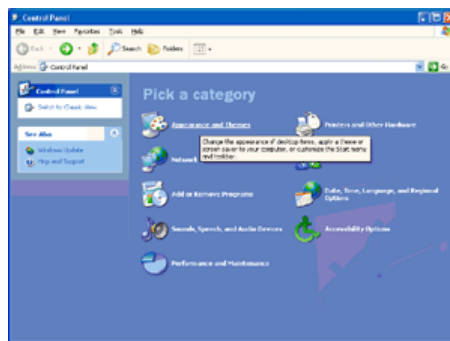 Control Panel
File Edit View Favorites Tools Help
Back Search Folders
Address Control Panel Go
Control Panel
Switch to Classic View
See Also
Windows Update
Help and Support
Pick a category
Appearance and Themes
Printers and Other Hardware
Change the appearance of desktop items, apply a theme or
screen saver to your computer, or customize the Start menu
and taskbar.
Network
Add or Remove Programs
Date, Time, Language, and Regional
Options
Sounds, Speech, and Audio Devices
Accessibility Options
Performance and Maintenance